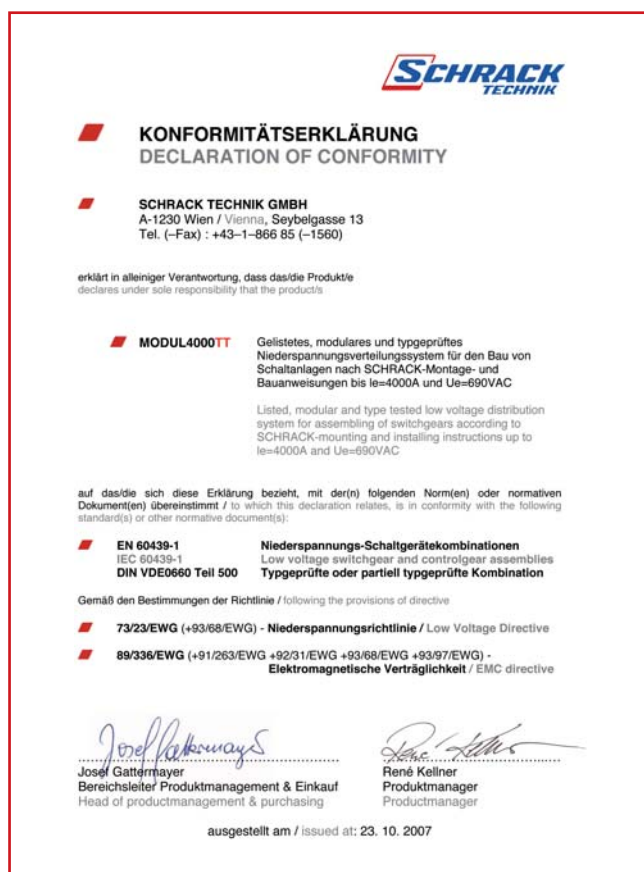 SCHRACK
TECHNIK
KONFORMITÄTSERKLÄRUNG
DECLARATION OF CONFORMITY
SCHRACK TECHNIK GMBH
A-1230 Wien / Vienna, Seybelgasse 13
Tel. (–Fax) : +43–1–866 85 (–1560)
erklärt in alleiniger Verantwortung, dass das/die Produkt/e
declares under sole responsibility that the product/s
MODUL4000TT Gelistetes, modulares und typgeprüftes
Niederspannungsverteilungssystem für den Bau von
Schaltanlagen nach SCHRACK-Montage- und
Bauanweisungen bis Ie=4000A und Ue=690VAC
Listed, modular and type tested low voltage distribution
system for assembling of switchgears according to
SCHRACK-mounting and installing instructions up to
Ie=4000A and Ue=690VAC
auf das/die sich diese Erklärung bezieht, mit der(n) folgenden Norm(en) oder normativen
Dokument(en) übereinstimmt / to which this declaration relates, is in conformity with the following
standard(s) or other normative document(s):
EN 60439-1 Niederspannungs-Schaltgerätekombinationen
IEC 60439-1 Low voltage switchgear and controlgear assemblies
DIN VDE0660 Teil 500 Typgeprüfte oder partiell typgeprüfte Kombination
Gemäß den Bestimmungen der Richtlinie / following the provisions of directive
73/23/EWG (+93/68/EWG) - Niederspannungsrichtlinie / Low Voltage Directive
89/336/EWG (+91/263/EWG +92/31/EWG +93/68/EWG +93/97/EWG) -
Elektromagnetische Verträglichkeit / EMC directive
Josef Gattermayer René Kellner
Josef Gattermayer René Kellner
Bereichsleiter Produktmanagement & Einkauf Produktmanager
Head of productmanagement & purchasing Productmanager
ausgestellt am / issued at: 23. 10. 2007